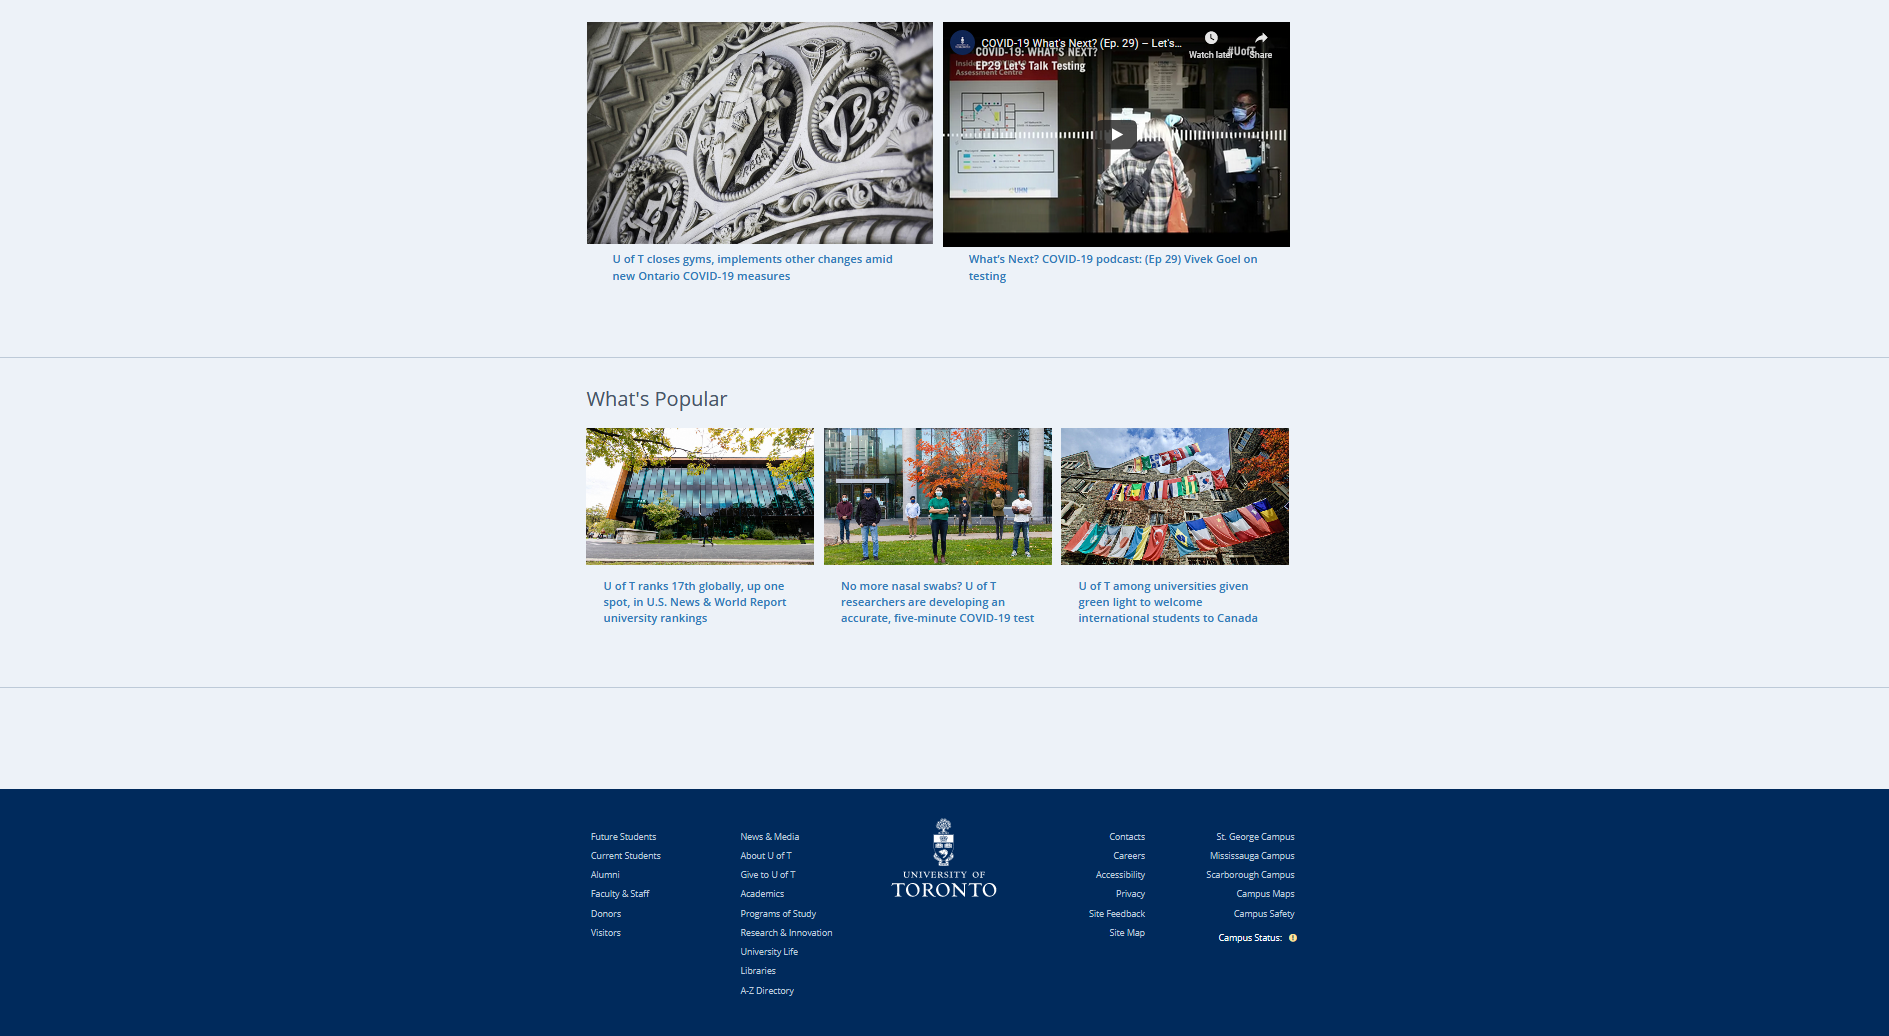 COVID-19 What's Next? (Ep. 29) – Let's...
Watch later
Share
#UofT
COVID-19: WHAT'S NEXT?
EP29 Let's Talk Testing
Assessment Centre
UHN
U of T closes gyms, implements other changes amid
new Ontario COVID-19 measures
What's Next? COVID-19 podcast: (Ep 29) Vivek Goel on
testing
What's Popular
U of T ranks 17th globally, up one
spot, in U.S. News & World Report
university rankings
No more nasal swabs? U of T
researchers are developing an
accurate, five-minute COVID-19 test
U of T among universities given
green light to welcome
international students to Canada
Future Students
Current Students
Alumni
Faculty & Staff
Donors
Visitors
News & Media
About U of T
Give to U of T
Academics
Programs of Study
Research & Innovation
University Life
Libraries
A-Z Directory
UNIVERSITY OF
TORONTO
Contacts
Careers
Accessibility
Privacy
Site Feedback
Site Map
St. George Campus
Mississauga Campus
Scarborough Campus
Campus Maps
Campus Safety
Campus Status: